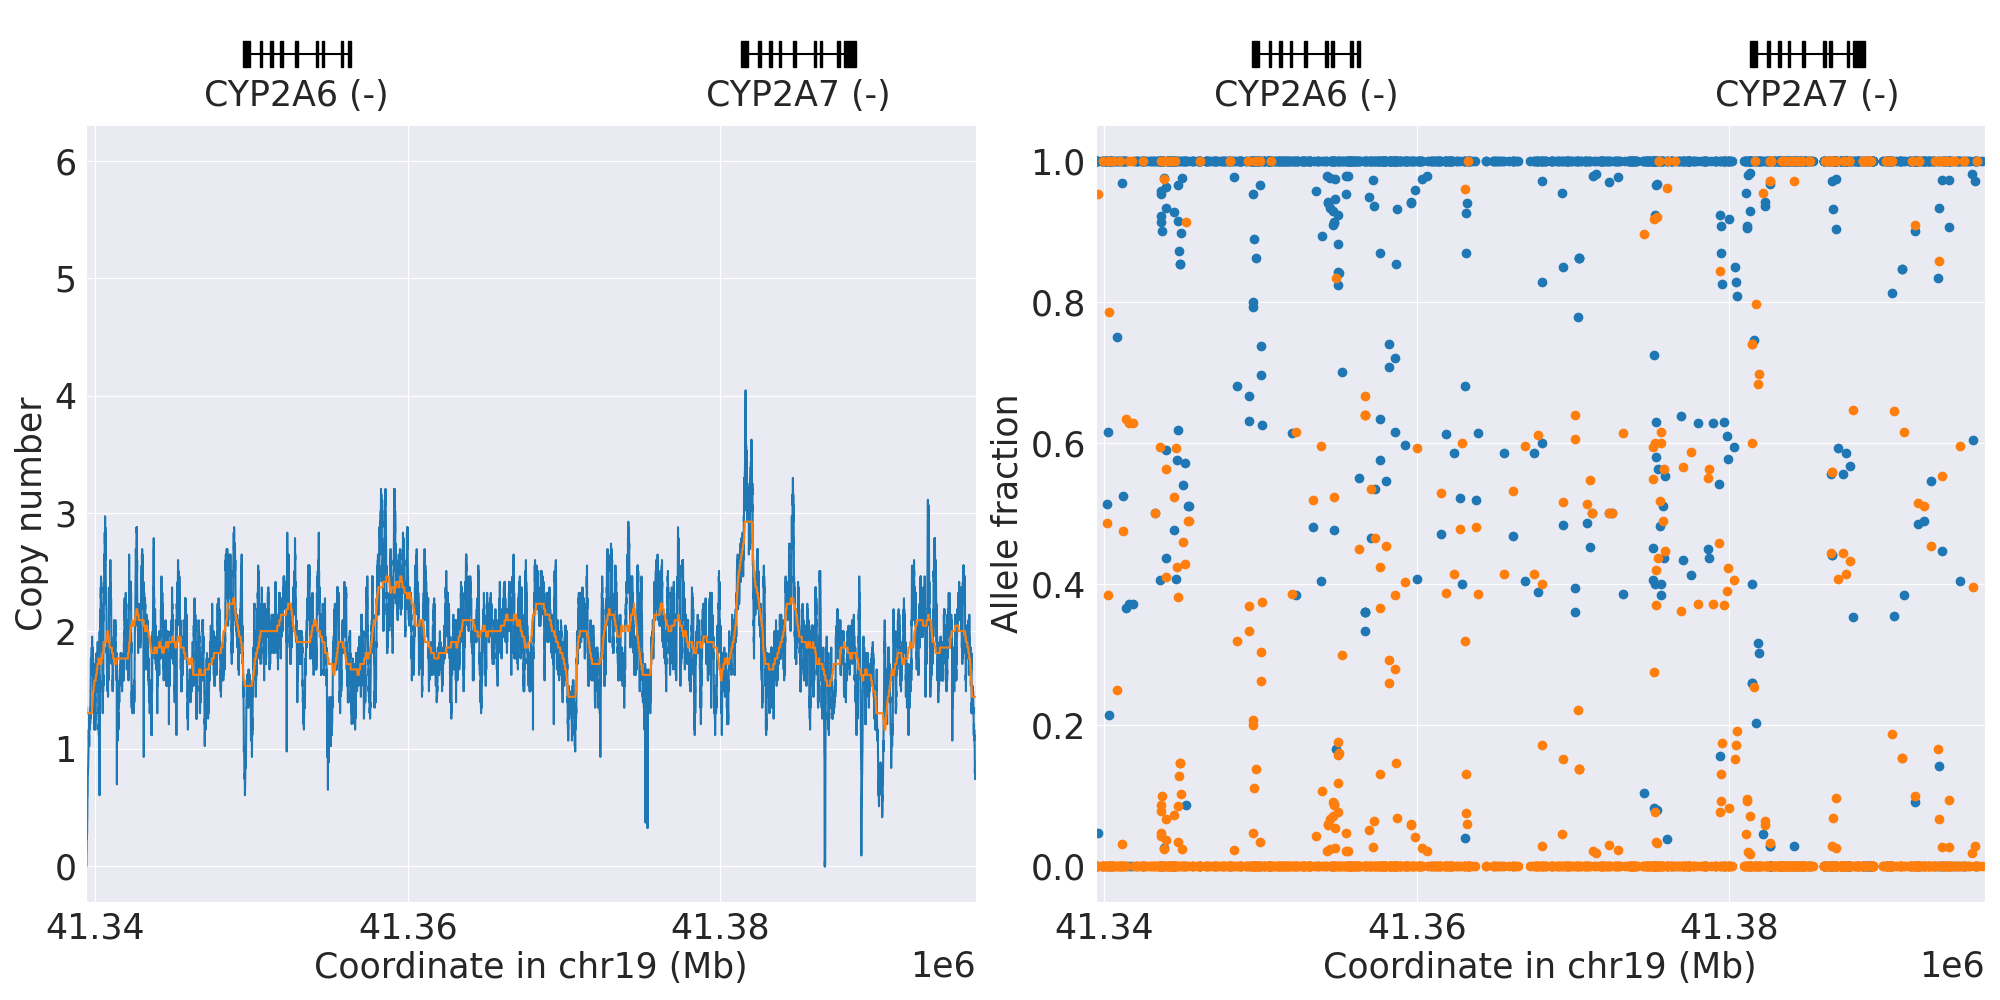 CYP2A6 (-)
CYP2A7 (-)
CYP2A6 (-)
CYP2A7 (-)
Copy number
6
5
4
3
2
1
0
41.34
41.36
41.38
Coordinate in chr19 (Mb)
1e6
Allele fraction
1.0
0.8
0.6
0.4
0.2
0.0
41.34
41.36
41.38
Coordinate in chr19 (Mb)
1e6